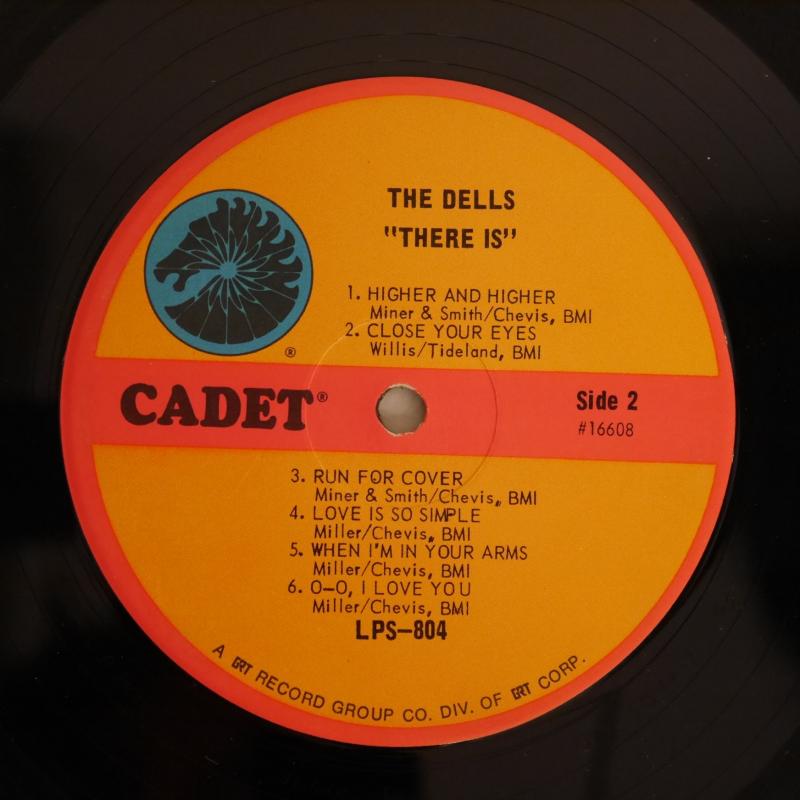 THE DELLS
"THERE IS"
1. HIGHER AND HIGHER
Miner & Smith/Chevis, BMI
2. CLOSE YOUR EYES
Willis/Tideland, BMI
®
CADET®
Side 2
#16608
3. RUN FOR COVER
Miner & Smith/Chevis, BMI
4. LOVE IS SO SIMPLE
Miller/Chevis, BMI
5. WHEN I'M IN YOUR ARMS
Miller/Chevis, BMI
6. O–O, I LOVE YOU
Miller/Chevis, BMI
LPS–804
A GRT RECORD GROUP CO. DIV. OF GRT CORP.